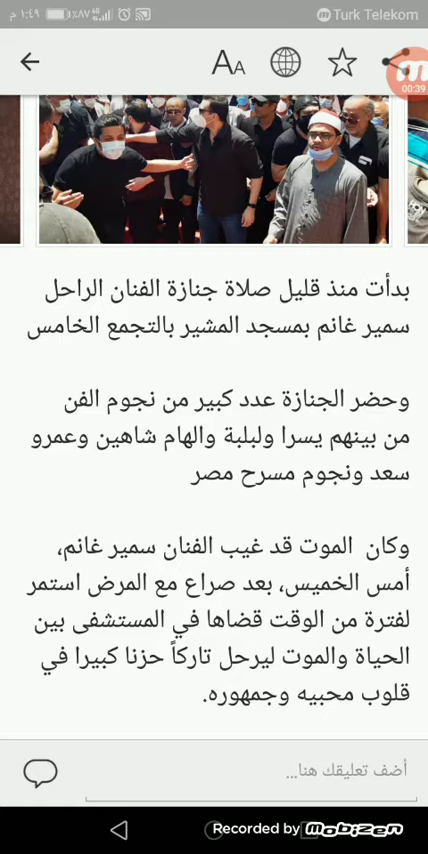 ١:٤٩ م
٪٨٧
4G
Turk Telekom
AA
00:39
بدأت منذ قليل صلاة جنازة الفنان الراحل
سمير غانم بمسجد المشير بالتجمع الخامس
وحضر الجنازة عدد كبير من نجوم الفن
من بينهم يسرا ولبلبة والهام شاهين وعمرو
سعد ونجوم مسرح مصر
وكان الموت قد غيب الفنان سمير غانم،
أمس الخميس، بعد صراع مع المرض استمر
لفترة من الوقت قضاها في المستشفى بين
الحياة والموت ليرحل تاركاً حزنا كبيرا في
قلوب محبيه وجمهوره.
أضف تعليقك هنا...
Recorded by Mobizen